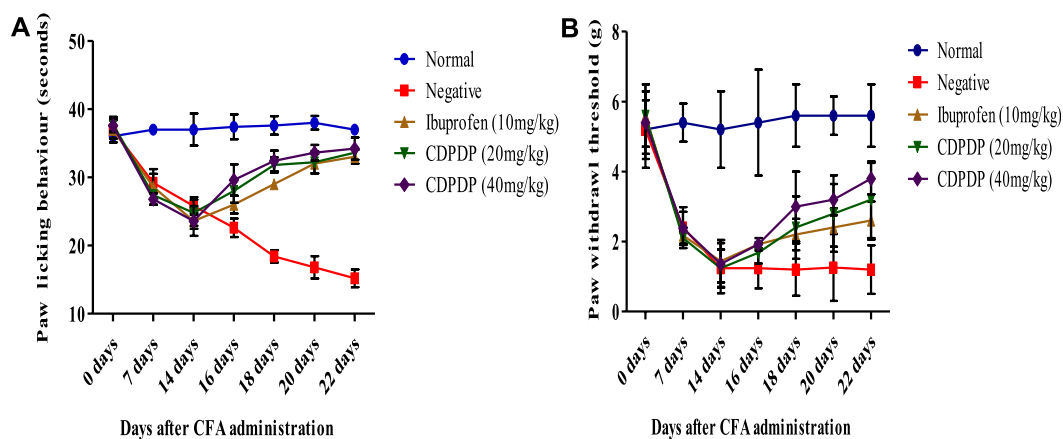 A
Paw licking behaviour (seconds)
50
40
30
20
10
0 days
7 days
14 days
16 days
18 days
20 days
22 days
Days after CFA administration
Normal
Negative
Ibuprofen (10mg/kg)
CDPDP (20mg/kg)
CDPDP (40mg/kg)
B
Paw withdrawl threshold (g)
8
6
4
2
0
0 days
7 days
14 days
16 days
18 days
20 days
22 days
Days after CFA administration
Normal
Negative
Ibuprofen (10mg/kg)
CDPDP (20mg/kg)
CDPDP (40mg/kg)